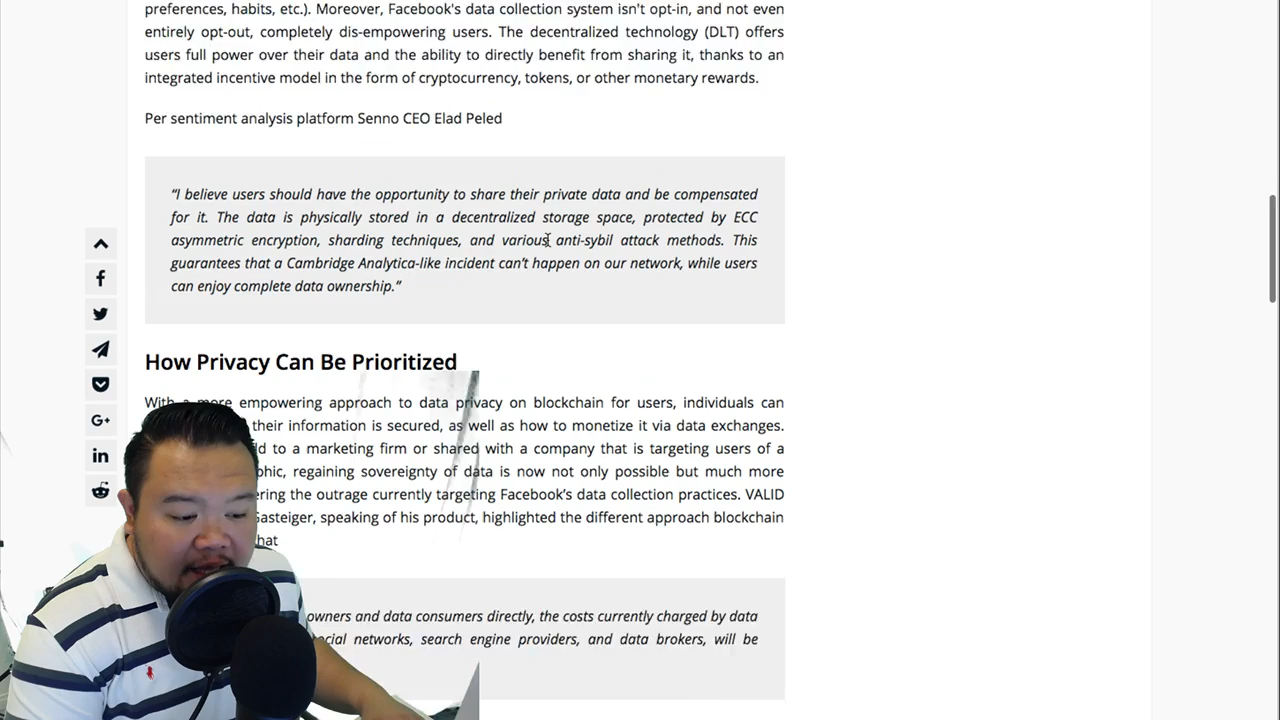 preferences, habits, etc.). Moreover, Facebook's data collection system isn't opt-in, and not even
entirely opt-out, completely dis-empowering users. The decentralized technology (DLT) offers
users full power over their data and the ability to directly benefit from sharing it, thanks to an
integrated incentive model in the form of cryptocurrency, tokens, or other monetary rewards.
Per sentiment analysis platform Senno CEO Elad Peled
“I believe users should have the opportunity to share their private data and be compensated
for it. The data is physically stored in a decentralized storage space, protected by ECC
asymmetric encryption, sharding techniques, and various anti-sybil attack methods. This
guarantees that a Cambridge Analytica-like incident can’t happen on our network, while users
can enjoy complete data ownership.”
How Privacy Can Be Prioritized
With a more empowering approach to data privacy on blockchain for users, individuals can
their information is secured, as well as how to monetize it via data exchanges.
to a marketing firm or shared with a company that is targeting users of a
regaining sovereignty of data is now not only possible but much more
the outrage currently targeting Facebook’s data collection practices. VALID
Gasteiger, speaking of his product, highlighted the different approach blockchain
owners and data consumers directly, the costs currently charged by data
networks, search engine providers, and data brokers, will be